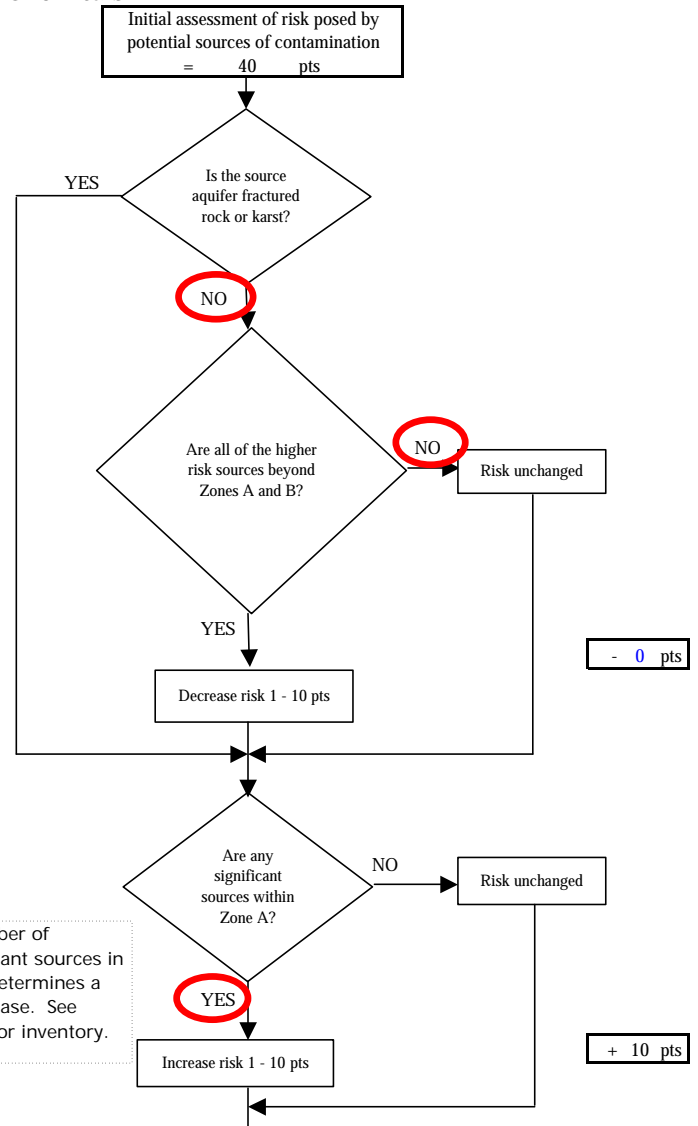 Initial assessment of risk posed by
potential sources of contamination
= 40 pts
Is the source
aquifer fractured
rock or karst?
YES
NO
Are all of the higher
risk sources beyond
Zones A and B?
NO
Risk unchanged
YES
- 0 pts
Decrease risk 1 - 10 pts
Are any
significant
sources within
Zone A?
NO
Risk unchanged
ber of
ant sources in
etermines a
ase. See
or inventory.
YES
Increase risk 1 - 10 pts
+ 10 pts